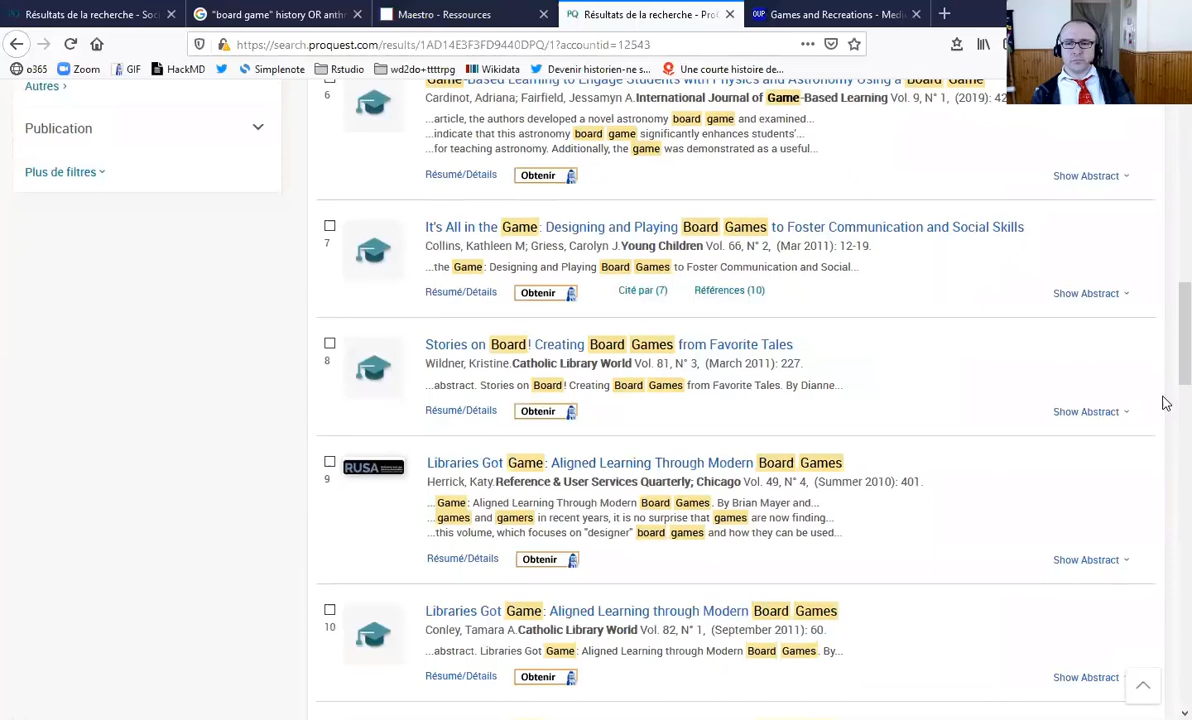 Résultats de la recherche - Soc
"board game" history OR anthr
Maestro - Ressources
PQ Résultats de la recherche - ProQ
OUP Games and Recreations - Medie
https://search.proquest.com/results/1AD14E3F3FD9440DPQ/1?accountid=12543
o365 Zoom GIF HackMD Simplenote Rstudio wd2do+ttttrpg Wikidata Devenir historien-ne s... Une courte histoire de...
Autres
Publication
Plus de filtres
6
Game-Based Learning to Engage Students with Physics and Astronomy Using a Board Game
Cardinot, Adriana; Fairfield, Jessamyn A.International Journal of Game-Based Learning Vol. 9, N° 1, (2019): 42
...article, the authors developed a novel astronomy board game and examined...
...indicate that this astronomy board game significantly enhances students'...
...for teaching astronomy. Additionally, the game was demonstrated as a useful...
Résumé/Détails Obtenir Show Abstract
7
It's All in the Game: Designing and Playing Board Games to Foster Communication and Social Skills
Collins, Kathleen M; Griess, Carolyn J.Young Children Vol. 66, N° 2, (Mar 2011): 12-19.
...the Game: Designing and Playing Board Games to Foster Communication and Social...
Résumé/Détails Obtenir Cité par (7) Références (10) Show Abstract
8
Stories on Board! Creating Board Games from Favorite Tales
Wildner, Kristine.Catholic Library World Vol. 81, N° 3, (March 2011): 227.
...abstract. Stories on Board! Creating Board Games from Favorite Tales. By Dianne...
Résumé/Détails Obtenir Show Abstract
9
RUSA
Libraries Got Game: Aligned Learning Through Modern Board Games
Herrick, Katy.Reference & User Services Quarterly; Chicago Vol. 49, N° 4, (Summer 2010): 401.
...Game: Aligned Learning Through Modern Board Games. By Brian Mayer and...
...games and gamers in recent years, it is no surprise that games are now finding...
...this volume, which focuses on "designer" board games and how they can be used...
Résumé/Détails Obtenir Show Abstract
10
Libraries Got Game: Aligned Learning through Modern Board Games
Conley, Tamara A.Catholic Library World Vol. 82, N° 1, (September 2011): 60.
...abstract. Libraries Got Game: Aligned Learning through Modern Board Games. By...
Résumé/Détails Obtenir Show Abstract